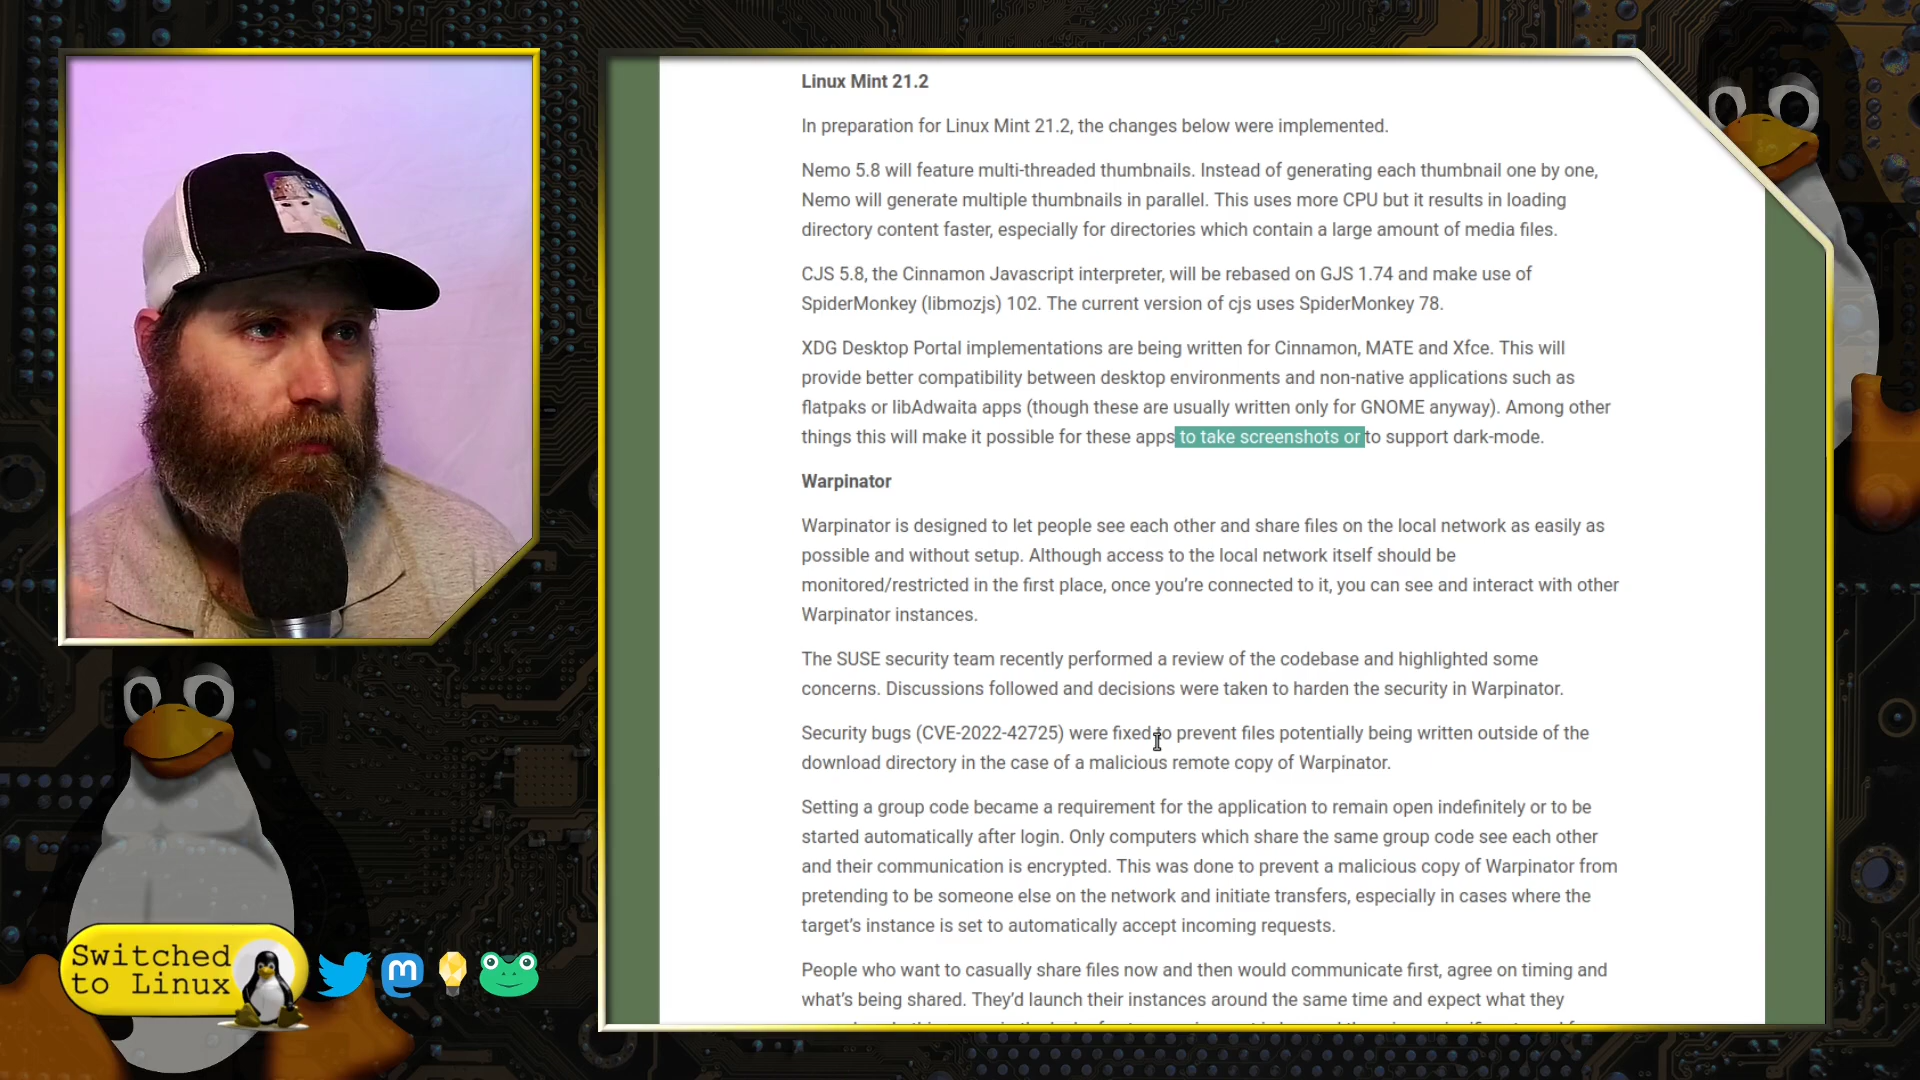 Linux Mint 21.2
In preparation for Linux Mint 21.2, the changes below were implemented.
Nemo 5.8 will feature multi-threaded thumbnails. Instead of generating each thumbnail one by one,
Nemo will generate multiple thumbnails in parallel. This uses more CPU but it results in loading
directory content faster, especially for directories which contain a large amount of media files.
CJS 5.8, the Cinnamon Javascript interpreter, will be rebased on GJS 1.74 and make use of
SpiderMonkey (libmozjs) 102. The current version of cjs uses SpiderMonkey 78.
XDG Desktop Portal implementations are being written for Cinnamon, MATE and Xfce. This will
provide better compatibility between desktop environments and non-native applications such as
flatpaks or libAdwaita apps (though these are usually written only for GNOME anyway). Among other
things this will make it possible for these apps to take screenshots or to support dark-mode.
Warpinator
Warpinator is designed to let people see each other and share files on the local network as easily as
possible and without setup. Although access to the local network itself should be
monitored/restricted in the first place, once you’re connected to it, you can see and interact with other
Warpinator instances.
The SUSE security team recently performed a review of the codebase and highlighted some
concerns. Discussions followed and decisions were taken to harden the security in Warpinator.
Security bugs (CVE-2022-42725) were fixed to prevent files potentially being written outside of the
download directory in the case of a malicious remote copy of Warpinator.
Setting a group code became a requirement for the application to remain open indefinitely or to be
started automatically after login. Only computers which share the same group code see each other
and their communication is encrypted. This was done to prevent a malicious copy of Warpinator from
pretending to be someone else on the network and initiate transfers, especially in cases where the
target’s instance is set to automatically accept incoming requests.
People who want to casually share files now and then would communicate first, agree on timing and
what’s being shared. They’d launch their instances around the same time and expect what they
Switched
to Linux
m